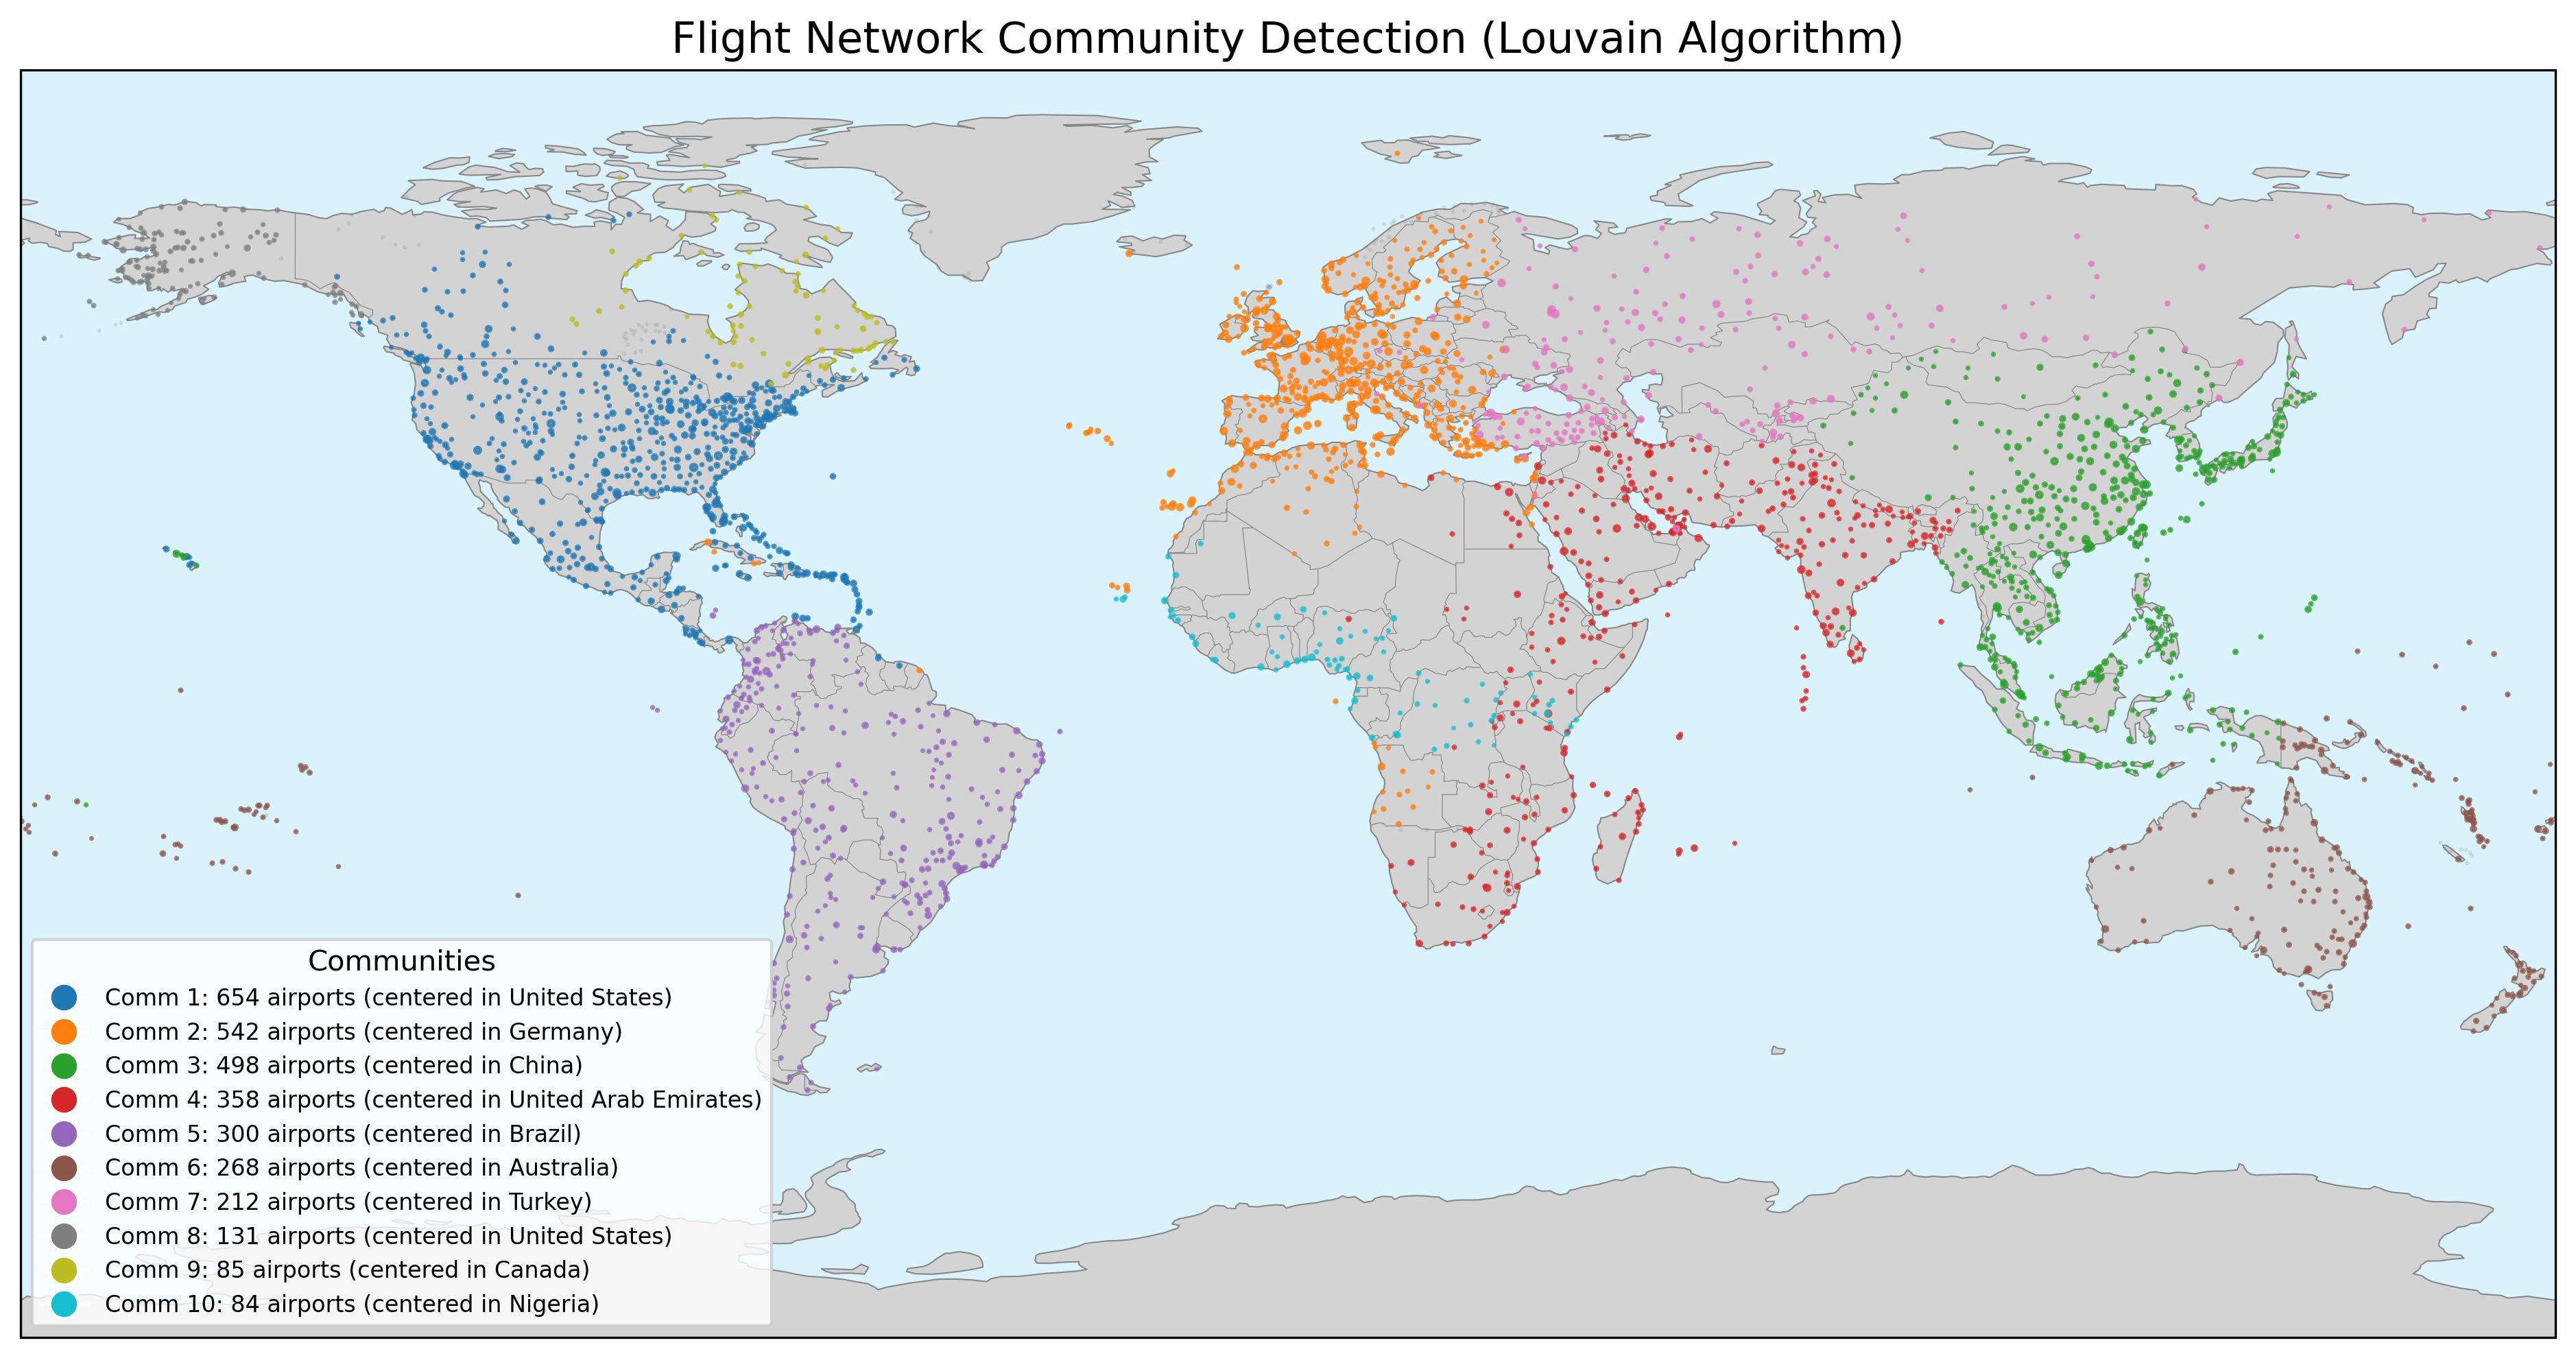 Flight Network Community Detection (Louvain Algorithm)
Communities
Comm 1: 654 airports (centered in United States)
Comm 2: 542 airports (centered in Germany)
Comm 3: 498 airports (centered in China)
Comm 4: 358 airports (centered in United Arab Emirates)
Comm 5: 300 airports (centered in Brazil)
Comm 6: 268 airports (centered in Australia)
Comm 7: 212 airports (centered in Turkey)
Comm 8: 131 airports (centered in United States)
Comm 9: 85 airports (centered in Canada)
Comm 10: 84 airports (centered in Nigeria)